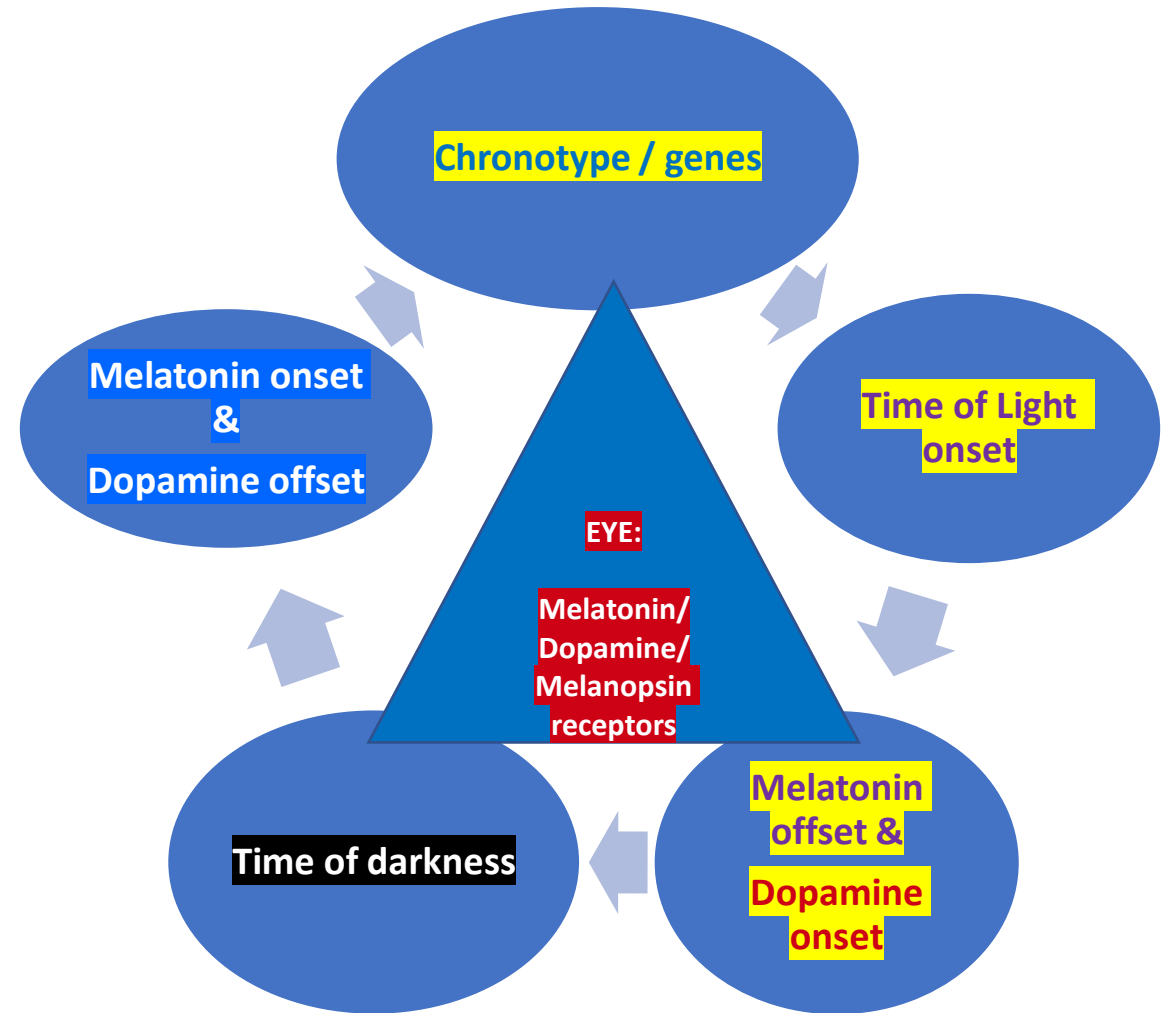 Chronotype / genes
Melatonin onset
&
Dopamine offset
Time of Light
onset
EYE:
Melatonin/
Dopamine/
Melanopsin
receptors
Time of darkness
Melatonin
offset &
Dopamine
onset